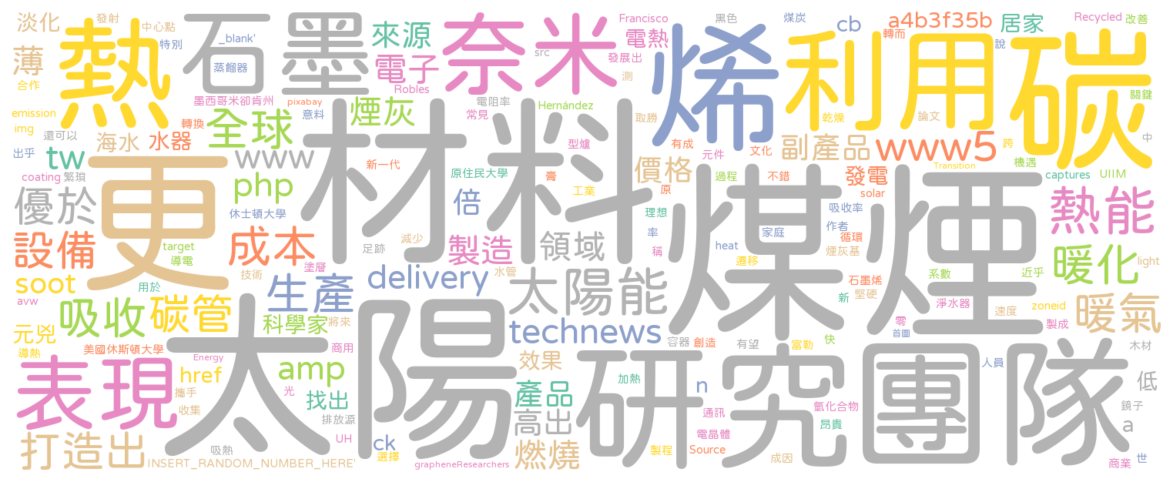 淡化
發射
中心點
_blank'
石墨
來源
奈米
Francisco
電熱
黑色
煤炭
cb
a4b3f35b
轉而
居家
Recycled
改善
熱
薄
特別
蒸餾器
電子
src
發展出
測
烯
利用
說
碳
合作
Robles
墨西哥米卻肯州
pixabay
電阻率
Hernández
取勝
乾燥
論文
關鍵
emission
img
轉換
意料
煙灰
常見
全球
還可以
海水
水器
有成
跨
中
出乎
tw
www
型爐
元件
文化
副產品
www5
機遇
更
材料
價格
Transition
UIIM
coating
繁瑣
新一代
原住民大學
膏
工業
過程
不錯
發電
solar
captures
php
優於
休士頓大學
倍
理想
原
吸收率
煤煙
熱能
target
足跡
減少
率
稱
家庭
作者
設備
導電
成本
製造
領域
heat
循環
煙灰基
技術
塗層
遷移
石墨烯
系數
近乎
light
暖化
soot
用於
生產
delivery
水管
太陽能
新
堅硬
淨水器
速度
zoneid
avw
吸收
碳管
科學家
將來
technews
容器
創造
零
首圖
製成
暖氣
元兇
導熱
美國休斯頓大學
商用
有望
富勒
快
木材
Energy
效果
表現
href
amp
太陽
加熱
n
通訊
氫化合物
人員
低
攜手
光
找出
產品
研究
團隊
鏡子
收集
排放源
高出
電晶體
昂貴
打造出
UH
ck
選擇
燃燒
製程
Source
a
吸熱
成因
INSERT_RANDOM_NUMBER_HERE'
grapheneResearchers
商業
世